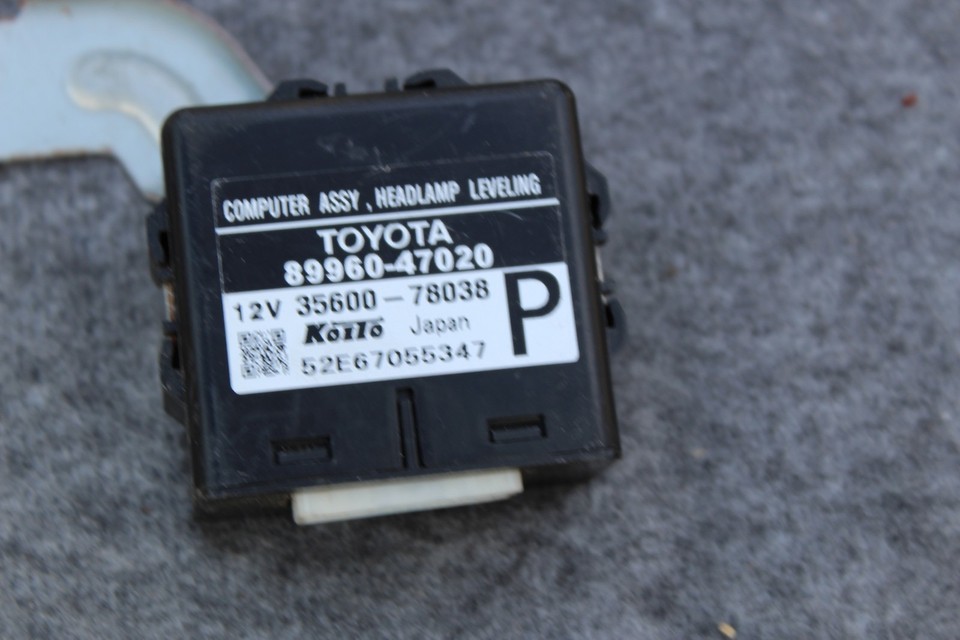 COMPUTER ASSY , HEADLAMP LEVELING
TOYOTA
89960-47020
12V 35600-78038
Koito Japan
52E67055347
P